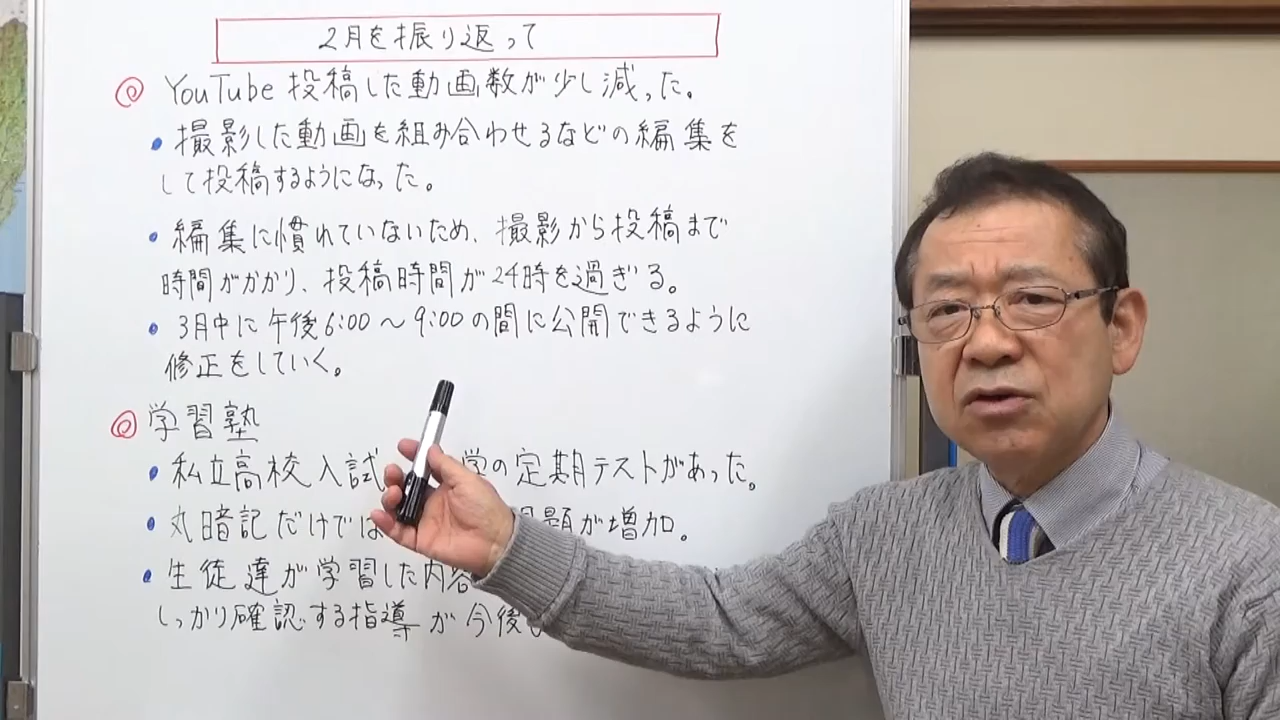 2月を振り返って
YouTube 投稿した動画数が少し減った。
・撮影した動画を組み合わせるなどの編集を
して投稿するようになった。
・編集に慣れていないため、撮影から投稿まで
時間がかかり、投稿時間が24時を過ぎる。
・3月中に午後6:00～9:00の間に公開できるように
修正をしていく。
学習塾
・私立高校入試 学の定期テストがあった。
・丸暗記だけでは 題が増加。
・生徒達が学習した内容
しっかり確認する指導が今後